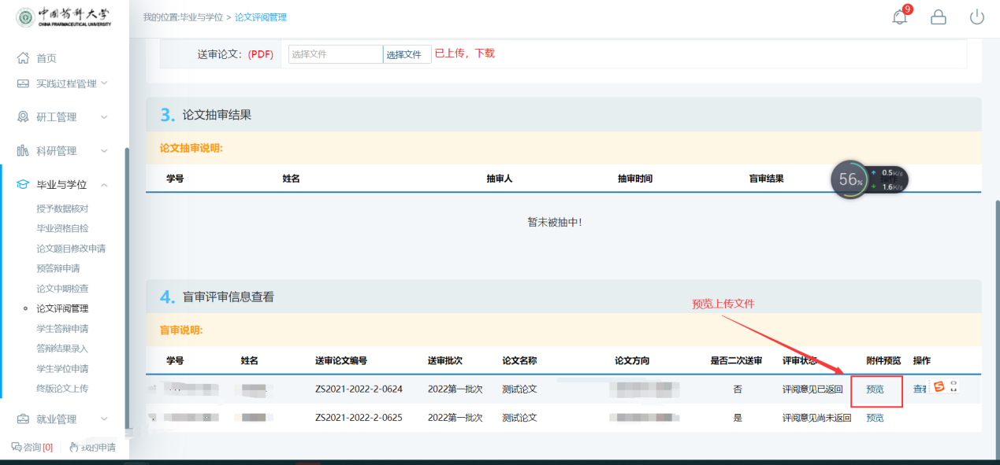 中国药科大学
CHINA PHARMACEUTICAL UNIVERSITY
我的位置:毕业与学位 > 论文评阅管理
9
首页
实践过程管理
研工管理
科研管理
毕业与学位
授予数据核对
毕业资格自检
论文题目修改申请
预答辩申请
论文中期检查
论文评阅管理
学生答辩申请
答辩结果录入
学生学位申请
终版论文上传
就业管理
咨询[0] 我的申请
送审论文: (PDF) 选择文件 选择文件 已上传，下载
3. 论文抽审结果
论文抽审说明:
学号 姓名 抽审人 抽审时间 盲审结果 操作
56% 0.5K/s
1.6K/s
暂未被抽中!
4. 盲审评审信息查看
预览上传文件
盲审说明:
学号 姓名 送审论文编号 送审批次 论文名称 论文方向 是否二次送审 评审状态 附件预览 操作
ZS2021-2022-2-0624 2022第一批次 测试论文 否 评阅意见已返回 预览 查看
ZS2021-2022-2-0625 2022第一批次 测试论文 是 评阅意见尚未返回 预览